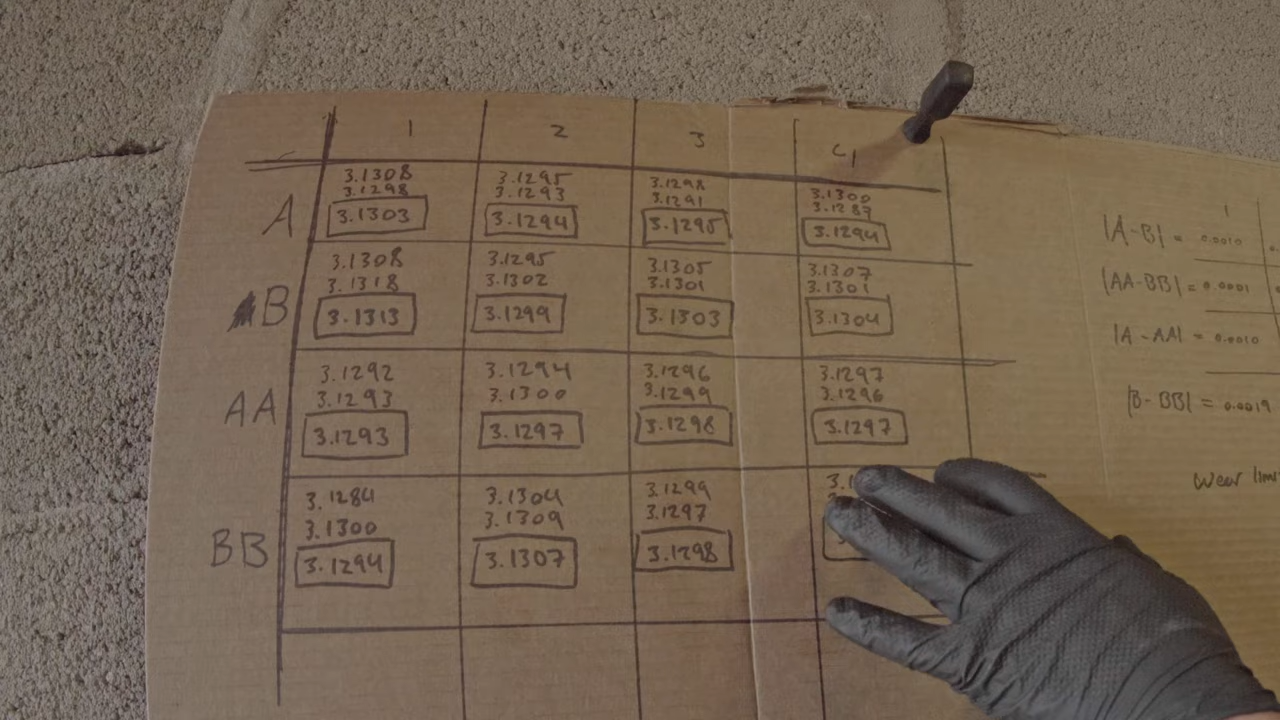 1 2 3 4
A 3.1308 3.1295 3.1298 3.1300
3.1298 3.1293 3.1291 3.1287
3.1303 3.1294 3.1295 3.1294
B 3.1308 3.1295 3.1305 3.1307
3.1318 3.1302 3.1301 3.1301
3.1313 3.1299 3.1303 3.1304
AA 3.1292 3.1294 3.1296 3.1297
3.1293 3.1300 3.1299 3.1296
3.1293 3.1297 3.1298 3.1297
BB 3.1284 3.1304 3.1299
3.1300 3.1309 3.1297
3.1294 3.1307 3.1298
1
|A-B| = 0.0010
|AA-BB| = 0.0001
|A-AA| = 0.0010
|B-BB| = 0.0019
Wear